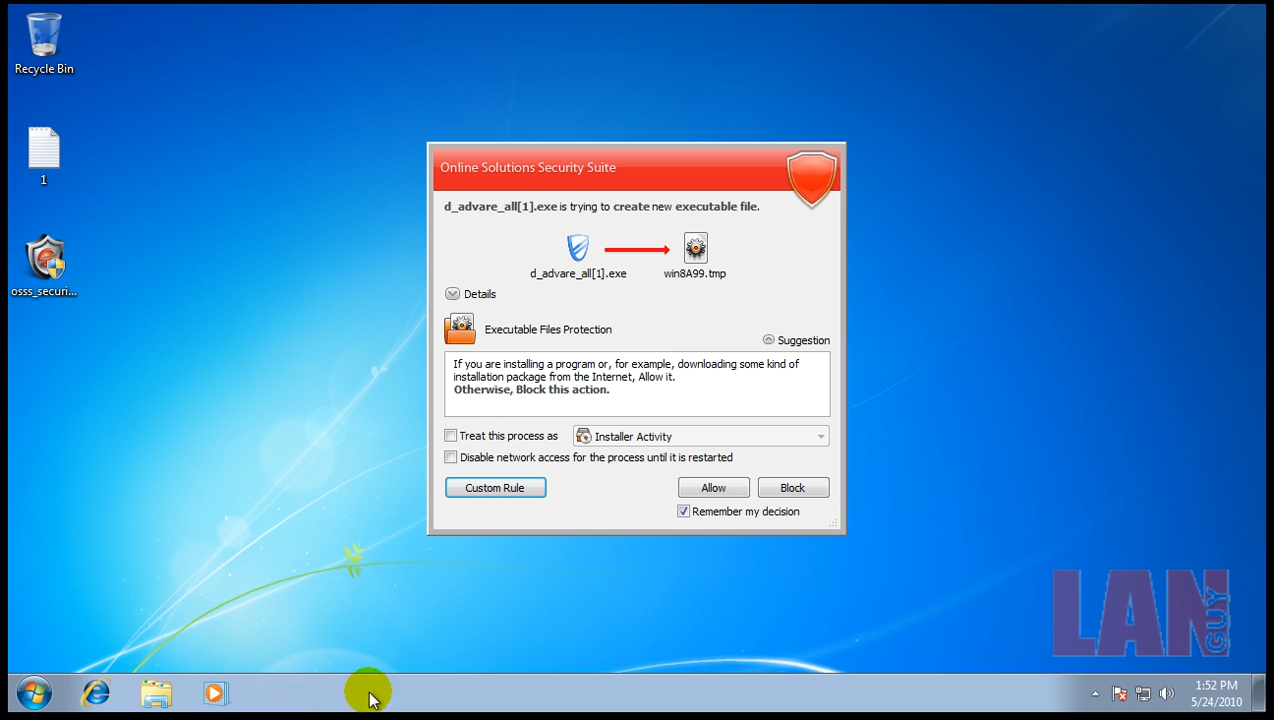 Recycle Bin
1
osss_securi...
Online Solutions Security Suite
d_advare_all[1].exe is trying to create new executable file.
d_advare_all[1].exe
win8A99.tmp
Details
Executable Files Protection
Suggestion
If you are installing a program or, for example, downloading some kind of
installation package from the Internet, Allow it.
Otherwise, Block this action.
Treat this process as
Installer Activity
Disable network access for the process until it is restarted
Custom Rule
Allow
Block
Remember my decision
LAN
GUY
1:52 PM
5/24/2010